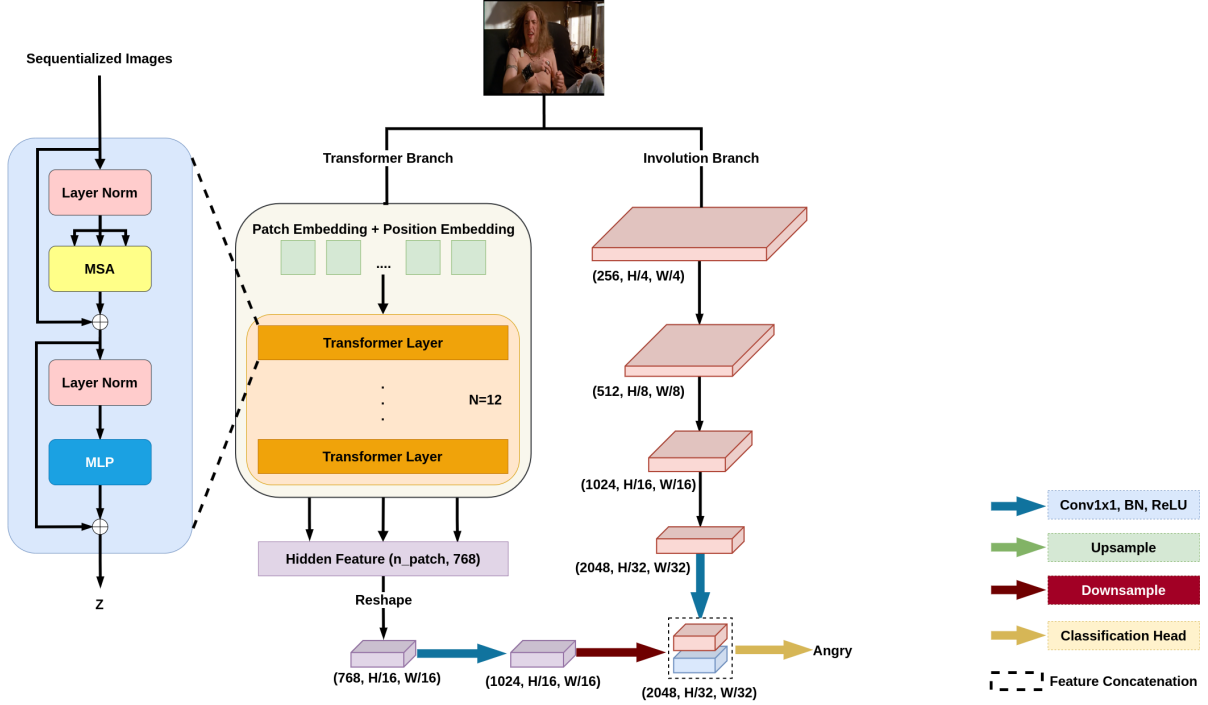 Sequentialized Images
Layer Norm
MSA
Layer Norm
MLP
Z
Transformer Branch
Patch Embedding + Position Embedding
....
Transformer Layer
N=12
Transformer Layer
Hidden Feature (n_patch, 768)
Reshape
(768, H/16, W/16)
(1024, H/16, W/16)
Involution Branch
(256, H/4, W/4)
(512, H/8, W/8)
(1024, H/16, W/16)
(2048, H/32, W/32)
(2048, H/32, W/32)
Angry
Conv1x1, BN, ReLU
Upsample
Downsample
Classification Head
Feature Concatenation